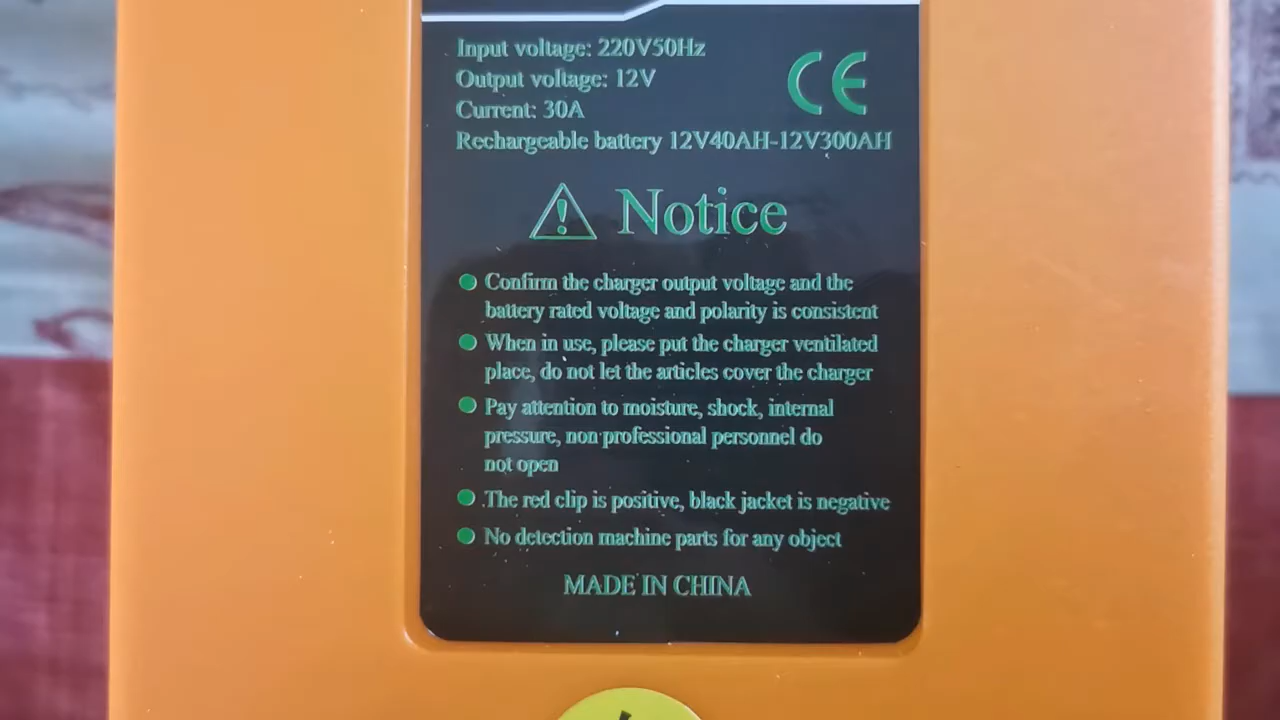 Input voltage: 220V50Hz
Output voltage: 12V
CE
Current: 30A
Rechargeable battery 12V40AH-12V300AH
Notice
Confirm the charger output voltage and the
battery rated voltage and polarity is consistent
When in use, please put the charger ventilated
place, do not let the articles cover the charger
Pay attention to moisture, shock, internal
pressure, non-professional personnel do
not open
The red clip is positive, black jacket is negative
No detection machine parts for any object
MADE IN CHINA